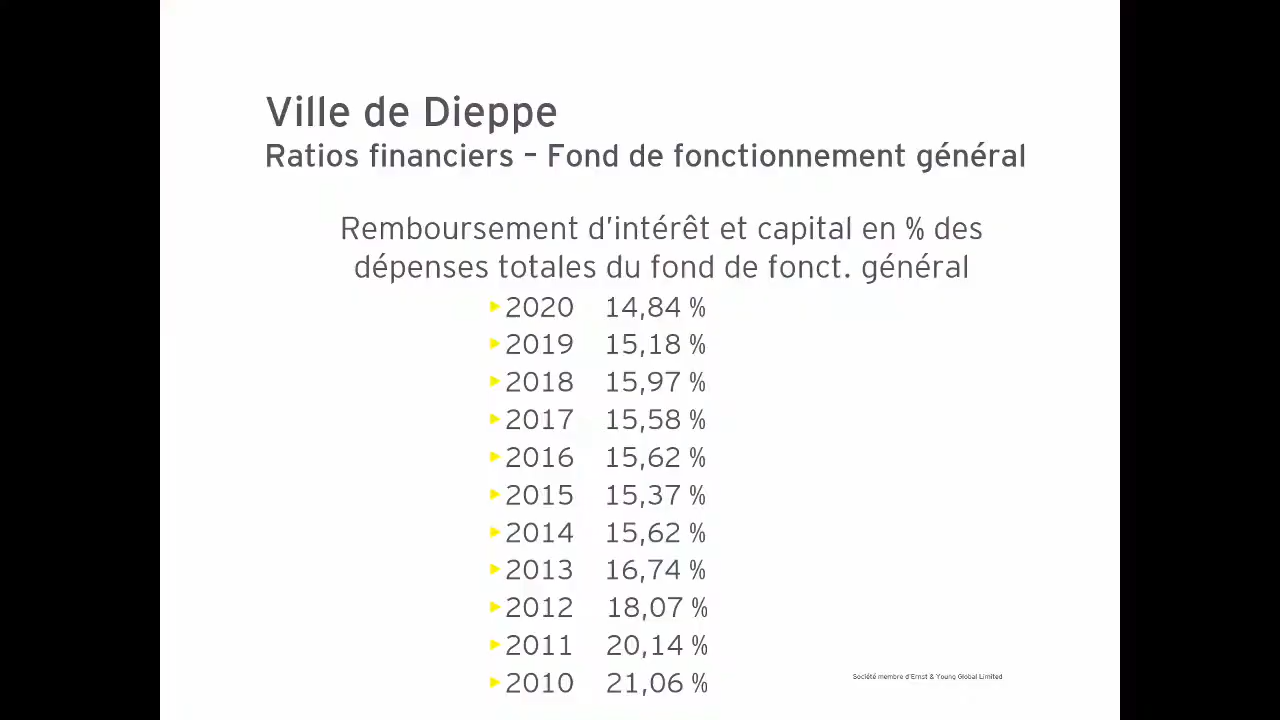 Ville de Dieppe
Ratios financiers – Fond de fonctionnement général
Remboursement d'intérêt et capital en % des
dépenses totales du fond de fonct. général
2020 14,84 %
2019 15,18 %
2018 15,97 %
2017 15,58 %
2016 15,62 %
2015 15,37 %
2014 15,62 %
2013 16,74 %
2012 18,07 %
2011 20,14 %
2010 21,06 %
Société membre d'Ernst & Young Global Limited